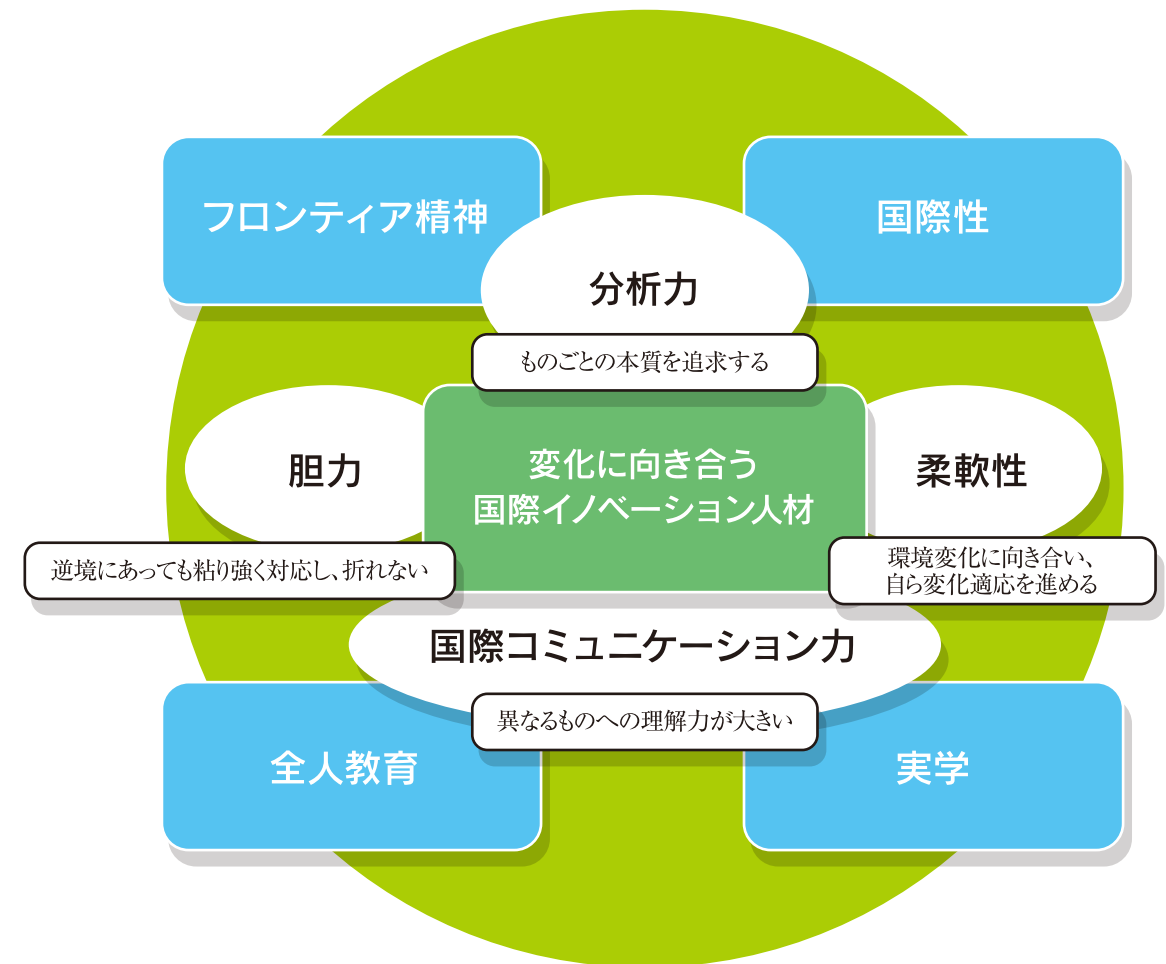 フロンティア精神
国際性
分析力
ものごとの本質を追求する
胆力
変化に向き合う
国際イノベーション人材
柔軟性
逆境にあっても粘り強く対応し、折れない
環境変化に向き合い、
自ら変化適応を進める
国際コミュニケーション力
異なるものへの理解力が大きい
全人教育
実学